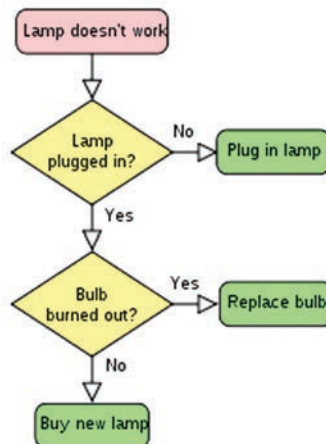 Lamp doesn't work
Lamp
plugged in?
No
Plug in lamp
Yes
Bulb
burned out?
Yes
Replace bulb
No
Buy new lamp